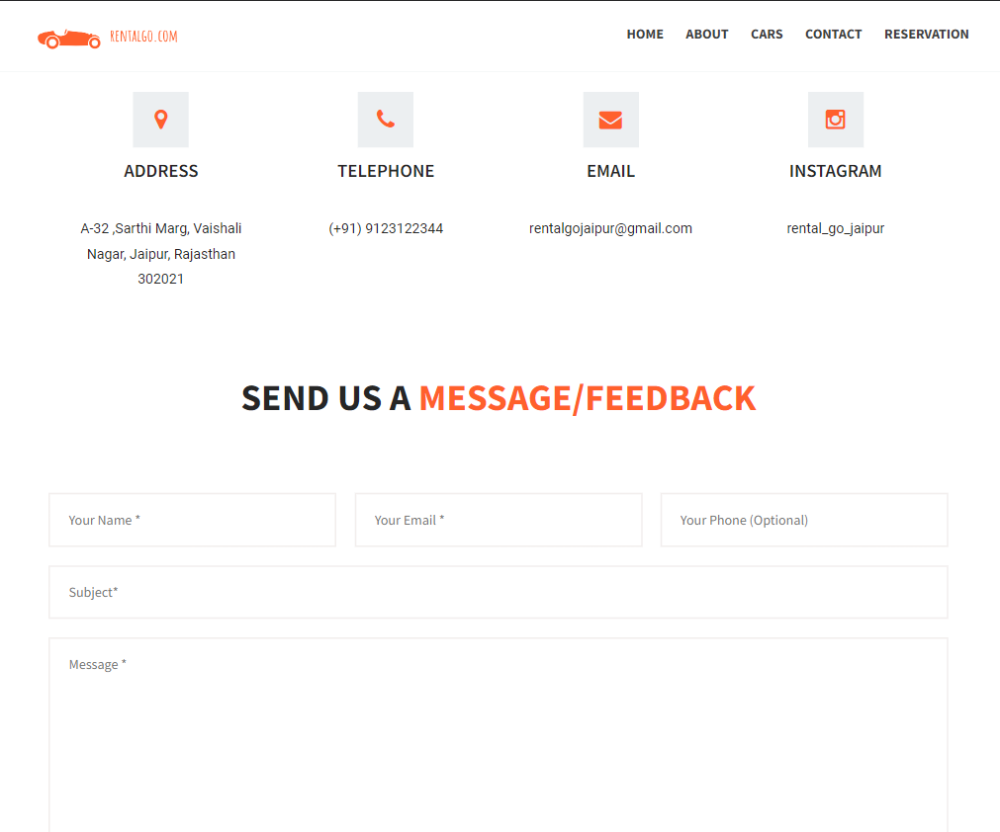 RENTALGO.COM
HOME ABOUT CARS CONTACT RESERVATION
ADDRESS
A-32 ,Sarthi Marg, Vaishali
Nagar, Jaipur, Rajasthan
302021
TELEPHONE
(+91) 9123122344
EMAIL
rentalgojaipur@gmail.com
INSTAGRAM
rental_go_jaipur
SEND US A MESSAGE/FEEDBACK
Your Name *
Your Email *
Your Phone (Optional)
Subject*
Message *